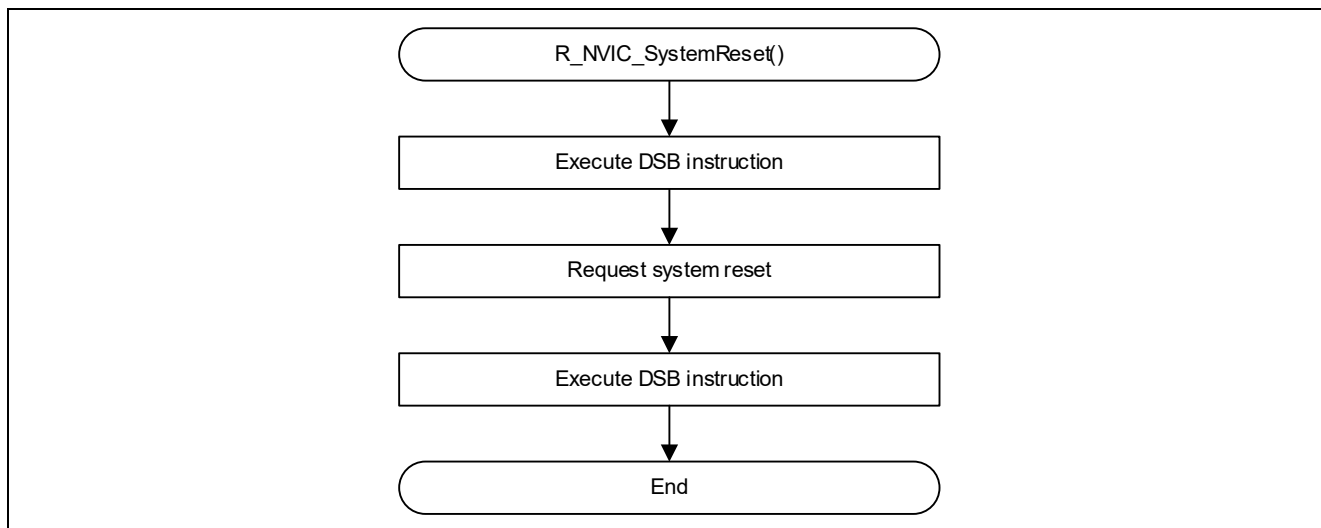 R_NVIC_SystemReset()
Execute DSB instruction
Request system reset
Execute DSB instruction
End